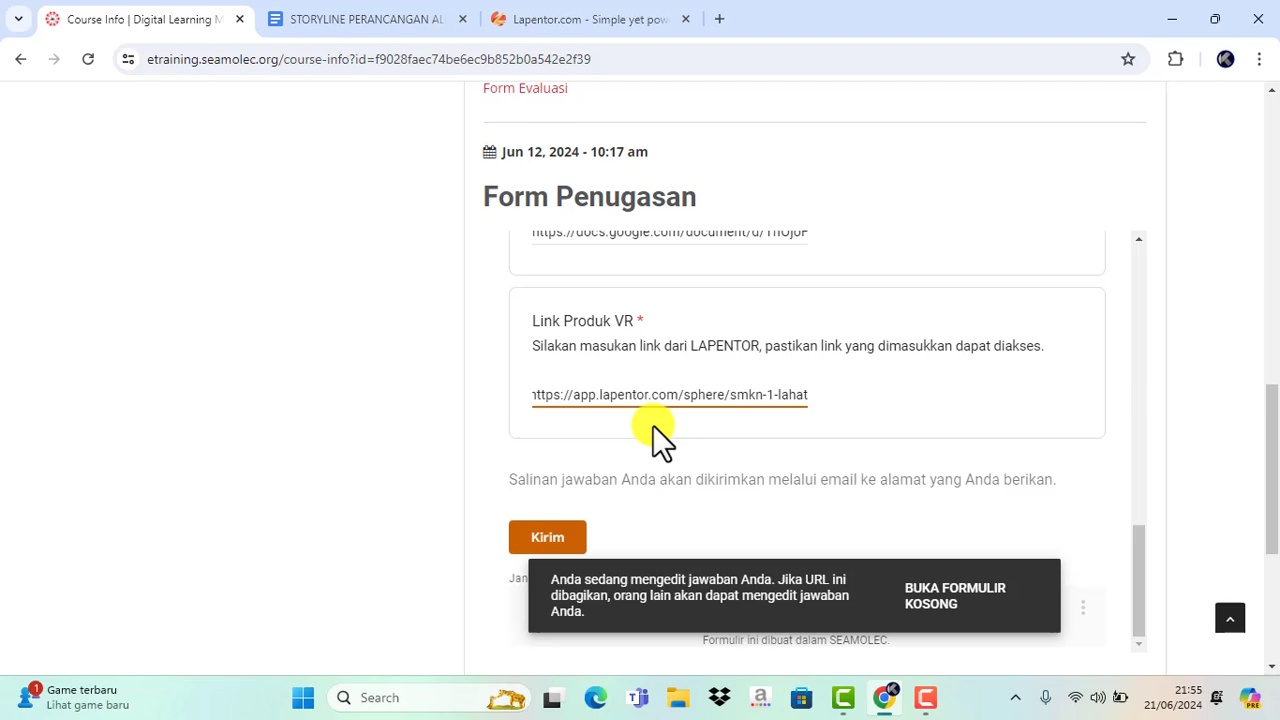 Course Info | Digital Learning M
STORYLINE PERANCANGAN AL
Lapentor.com - Simple yet pow
etraining.seamolec.org/course-info?id=f9028faec74be6ec9b852b0a542e2f39
Form Evaluasi
Jun 12, 2024 - 10:17 am
Form Penugasan
Link Produk VR *
Silakan masukan link dari LAPENTOR, pastikan link yang dimasukkan dapat diakses.
https://app.lapentor.com/sphere/smkn-1-lahat
Salinan jawaban Anda akan dikirimkan melalui email ke alamat yang Anda berikan.
Kirim
Jan
Anda sedang mengedit jawaban Anda. Jika URL ini
dibagikan, orang lain akan dapat mengedit jawaban
Anda.
BUKA FORMULIR
KOSONG
Formulir ini dibuat dalam SEAMOLEC.
1
Game terbaru
Lihat game baru
Search
21:55
21/06/2024
PRE